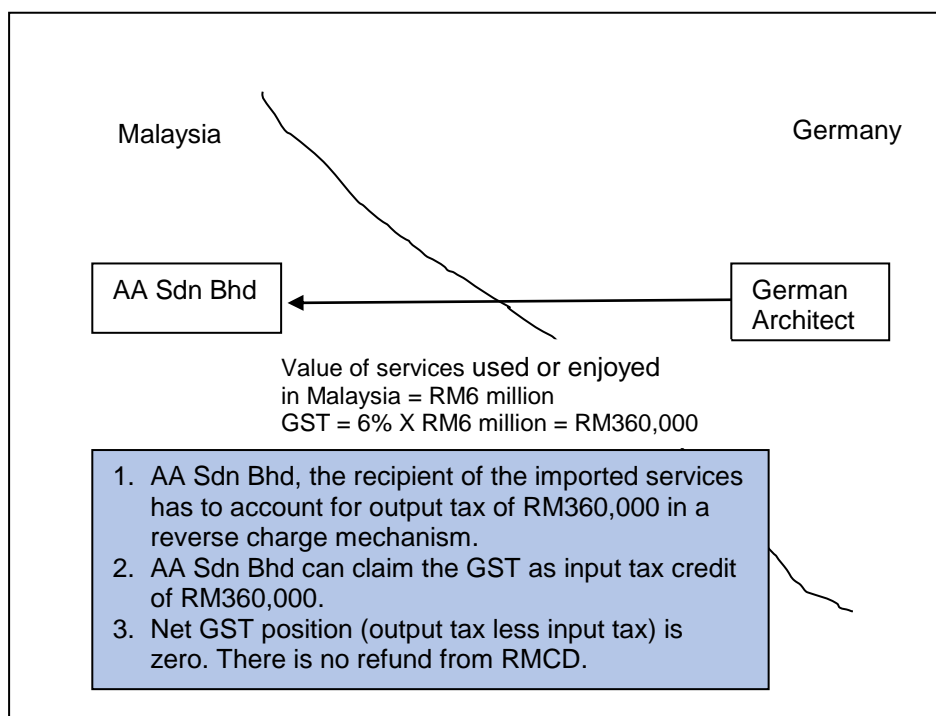 Malaysia
Germany
AA Sdn Bhd
German
Architect
Value of services used or enjoyed
in Malaysia = RM6 million
GST = 6% X RM6 million = RM360,000
1. AA Sdn Bhd, the recipient of the imported services
has to account for output tax of RM360,000 in a
reverse charge mechanism.
2. AA Sdn Bhd can claim the GST as input tax credit
of RM360,000.
3. Net GST position (output tax less input tax) is
zero. There is no refund from RMCD.